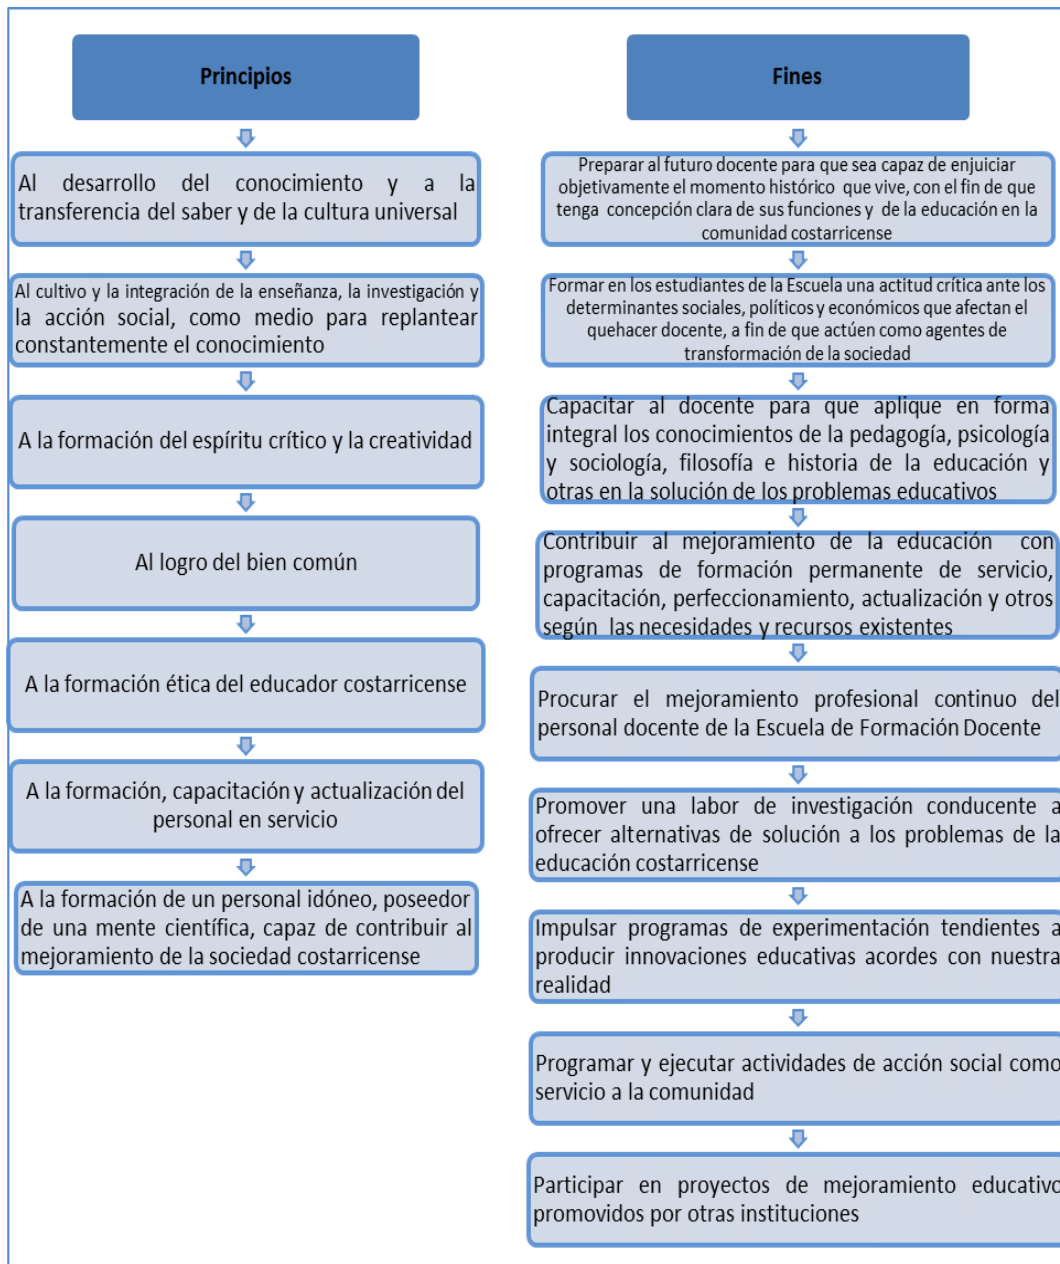 Principios
Al desarrollo del conocimiento y a la
transferencia del saber y de la cultura universal
Al cultivo y la integración de la enseñanza, la investigación y
la acción social, como medio para replantear
constantemente el conocimiento
A la formación del espíritu crítico y la creatividad
Al logro del bien común
A la formación ética del educador costarricense
A la formación, capacitación y actualización del
personal en servicio
A la formación de un personal idóneo, poseedor
de una mente científica, capaz de contribuir al
mejoramiento de la sociedad costarricense
Fines
Preparar al futuro docente para que sea capaz de enjuiciar
objetivamente el momento histórico que vive, con el fin de que
tenga concepción clara de sus funciones y de la educación en la
comunidad costarricense
Formar en los estudiantes de la Escuela una actitud crítica ante los
determinantes sociales, políticos y económicos que afectan el
quehacer docente, a fin de que actúen como agentes de
transformación de la sociedad
Capacitar al docente para que aplique en forma
integral los conocimientos de la pedagogía, psicología
y sociología, filosofía e historia de la educación y
otras en la solución de los problemas educativos
Contribuir al mejoramiento de la educación con
programas de formación permanente de servicio,
capacitación, perfeccionamiento, actualización y otros
según las necesidades y recursos existentes
Procurar el mejoramiento profesional continuo del
personal docente de la Escuela de Formación Docente
Promover una labor de investigación conducente a
ofrecer alternativas de solución a los problemas de la
educación costarricense
Impulsar programas de experimentación tendientes a
producir innovaciones educativas acordes con nuestra
realidad
Programar y ejecutar actividades de acción social como
servicio a la comunidad
Participar en proyectos de mejoramiento educativo
promovidos por otras instituciones